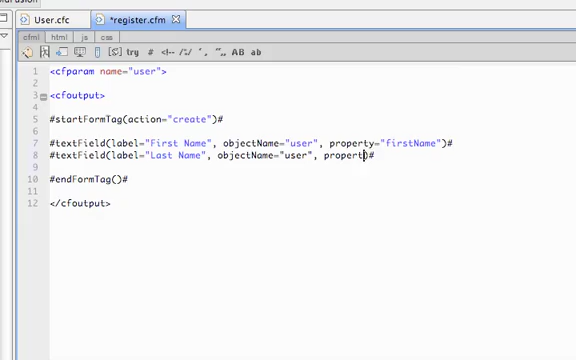 User.cfc
*register.cfm
cfml html js css
try # <!-- /*/ AB ab
1 <cfparam name="user">
2
3 <cfoutput>
4
5 #startFormTag(action="create")#
6
7 #textField(label="First Name", objectName="user", property="firstName")#
8 #textField(label="Last Name", objectName="user", propert)#
9
10 #endFormTag()#
11
12 </cfoutput>